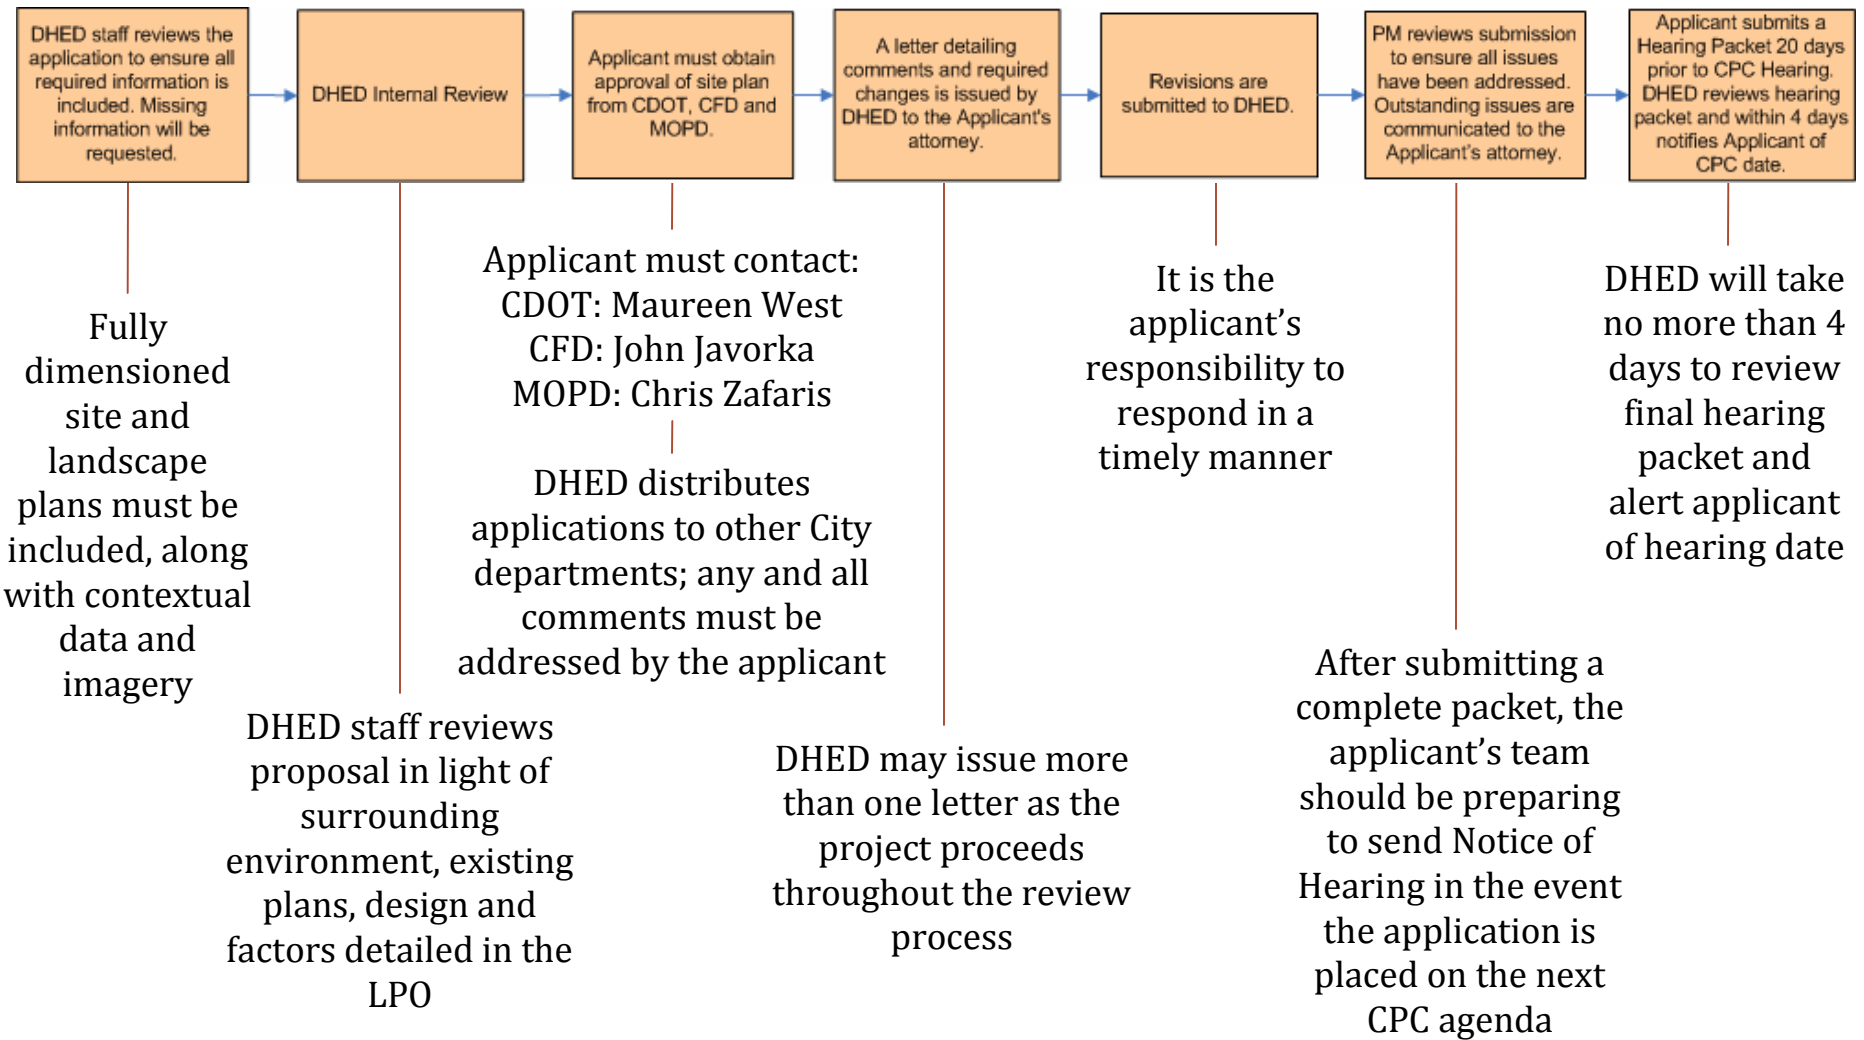 DHED staff reviews the
application to ensure all
required information is
included. Missing
information will be
requested.
DHED Internal Review
Applicant must obtain
approval of site plan
from CDOT, CFD and
MOPD.
A letter detailing
comments and required
changes is issued by
DHED to the Applicant's
attorney.
Revisions are
submitted to DHED.
PM reviews submission
to ensure all issues
have been addressed.
Outstanding issues are
communicated to the
Applicant's attorney.
Applicant submits a
Hearing Packet 20 days
prior to CPC Hearing.
DHED reviews hearing
packet and within 4 days
notifies Applicant of
CPC date.
Fully
dimensioned
site and
landscape
plans must be
included, along
with contextual
data and
imagery
DHED staff reviews
proposal in light of
surrounding
environment, existing
plans, design and
factors detailed in the
LPO
Applicant must contact:
CDOT: Maureen West
CFD: John Javorka
MOPD: Chris Zafaris
DHED distributes
applications to other City
departments; any and all
comments must be
addressed by the applicant
DHED may issue more
than one letter as the
project proceeds
throughout the review
process
It is the
applicant’s
responsibility to
respond in a
timely manner
After submitting a
complete packet, the
applicant’s team
should be preparing
to send Notice of
Hearing in the event
the application is
placed on the next
CPC agenda
DHED will take
no more than 4
days to review
final hearing
packet and
alert applicant
of hearing date